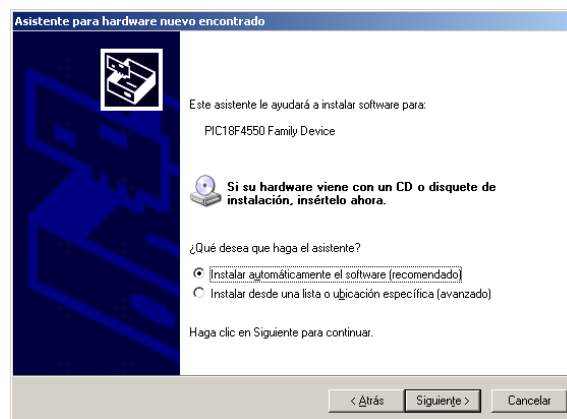 Asistente para hardware nuevo encontrado
Este asistente le ayudará a instalar software para:
PIC18F4550 Family Device
Si su hardware viene con un CD o disquete de
instalación, insértelo ahora.
¿Qué desea que haga el asistente?
Instalar automáticamente el software (recomendado)
Instalar desde una lista o ubicación específica (avanzado)
Haga clic en Siguiente para continuar.
< Atrás
Siguiente >
Cancelar